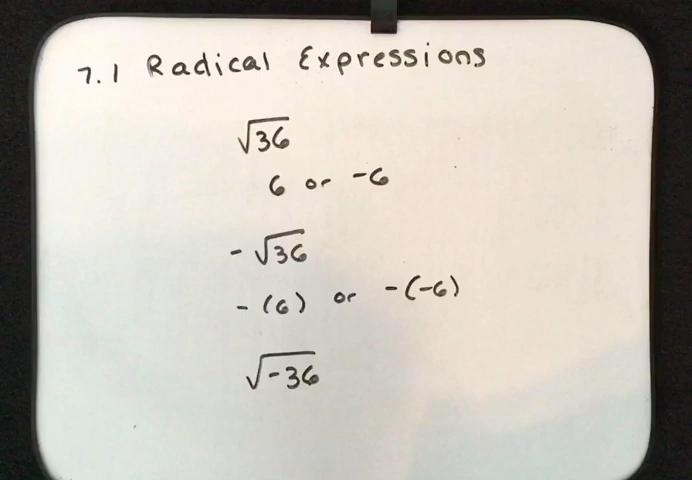 7.1 Radical Expressions
√36
6 or -6
- √36
- (6) or -(-6)
√-36